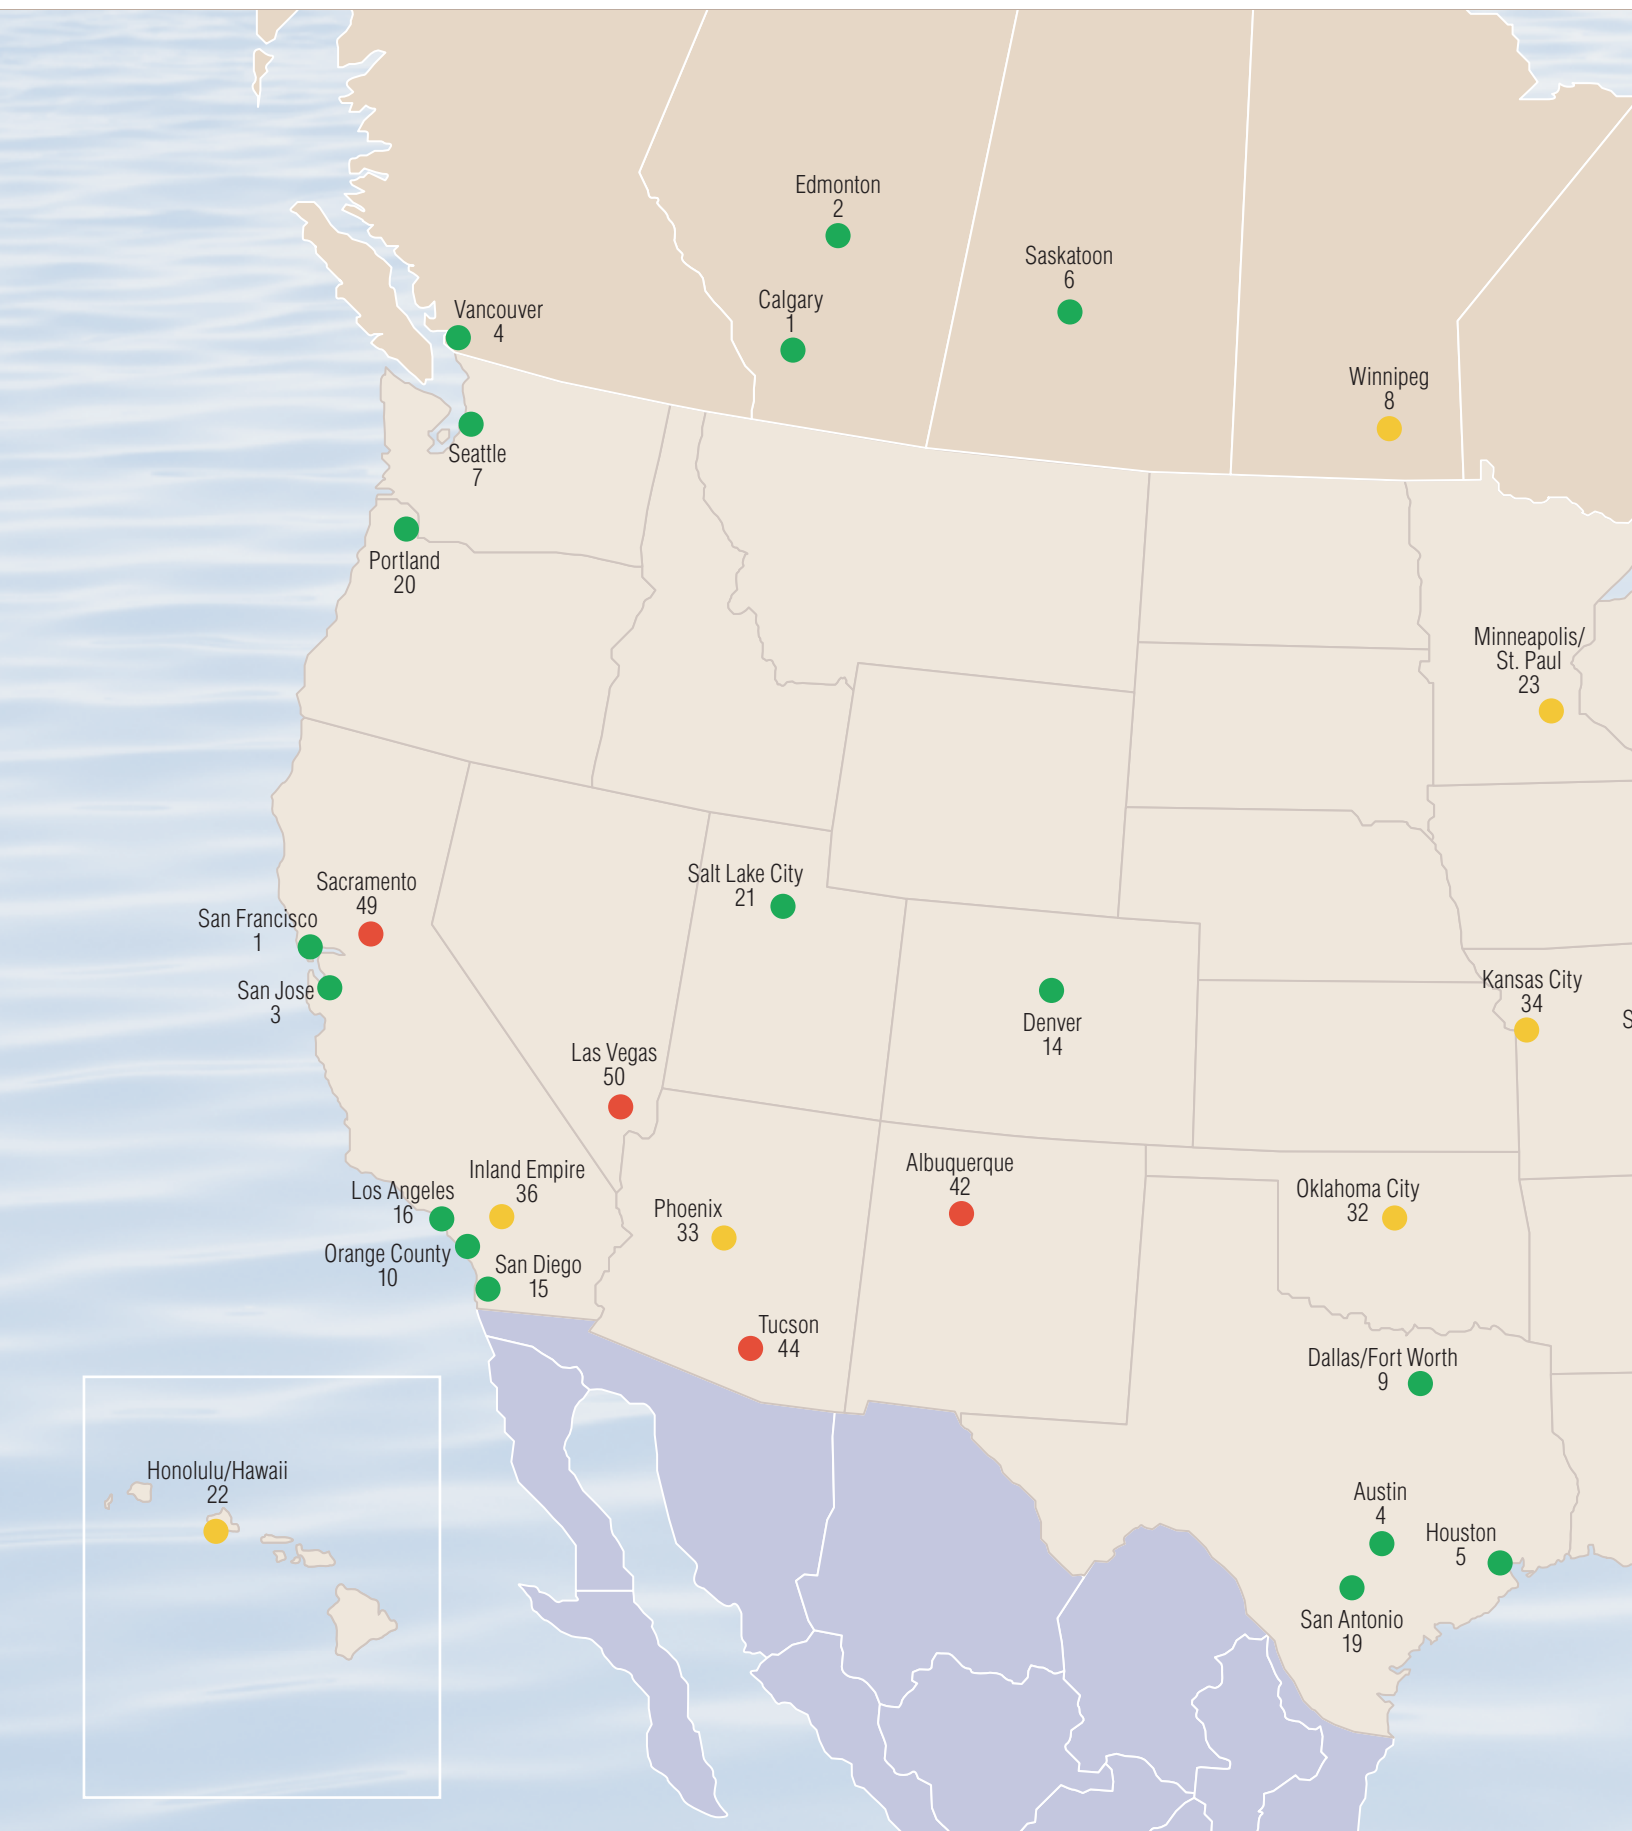 Edmonton
2
Saskatoon
6
Calgary
1
Vancouver
4
Winnipeg
8
Seattle
7
Portland
20
Minneapolis/
St. Paul
23
Salt Lake City
21
Sacramento
49
San Francisco
1
San Jose
3
Kansas City
34
S
Denver
14
Las Vegas
50
Inland Empire
36
Los Angeles
16
Orange County
10
San Diego
15
Phoenix
33
Albuquerque
42
Oklahoma City
32
Tucson
44
Dallas/Fort Worth
9
Honolulu/Hawaii
22
Austin
4
Houston
5
San Antonio
19